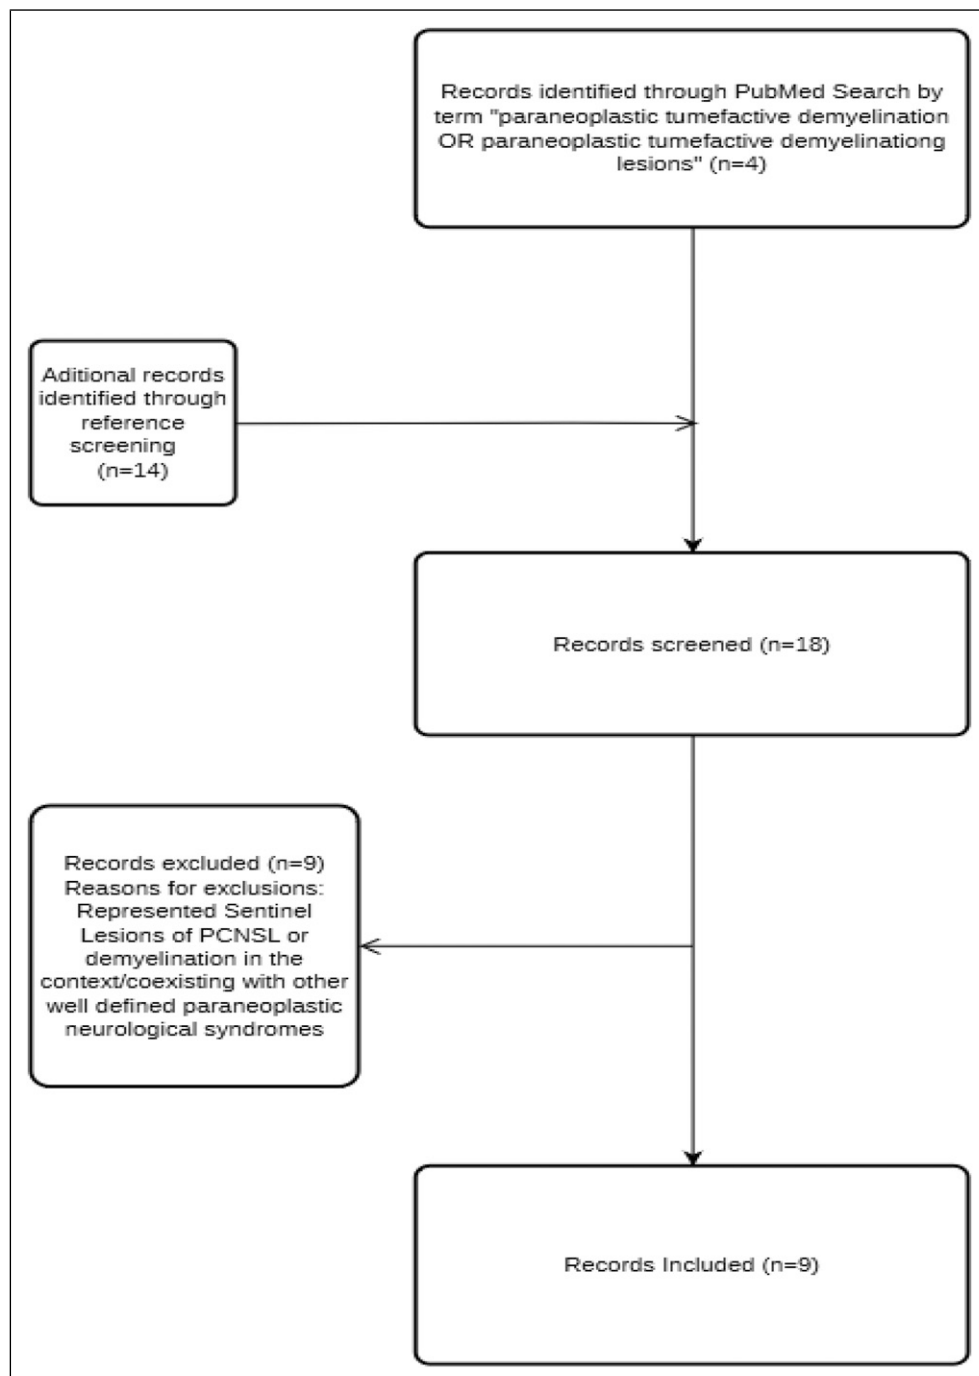 Records identified through PubMed Search by
term "paraneoplastic tumefactive demyelination
OR paraneoplastic tumefactive demyelinationg
lesions" (n=4)
Aditional records
identified through
reference
screening
(n=14)
Records screened (n=18)
Records excluded (n=9)
Reasons for exclusions:
Represented Sentinel
Lesions of PCNSL or
demyelination in the
context/coexisting with other
well defined paraneoplastic
neurological syndromes
Records Included (n=9)